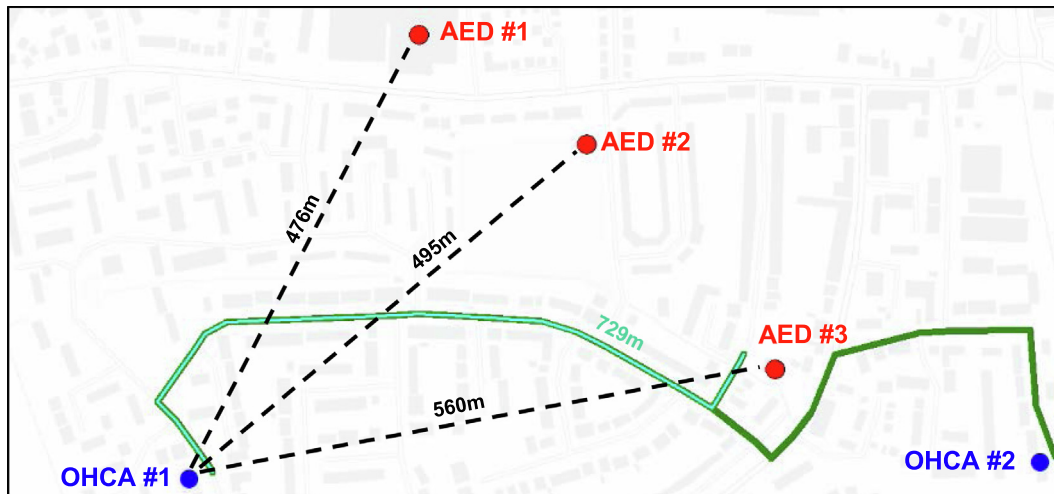 AED #1
AED #2
476m
495m
729m
AED #3
560m
OHCA #1
OHCA #2